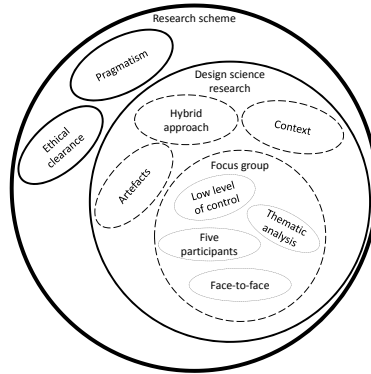 Research scheme
Pragmatism
Ethical
clearance
Design science
research
Hybrid
approach
Context
Artefacts
Focus group
Low level
of control
Thematic
analysis
Five
participants
Face-to-face